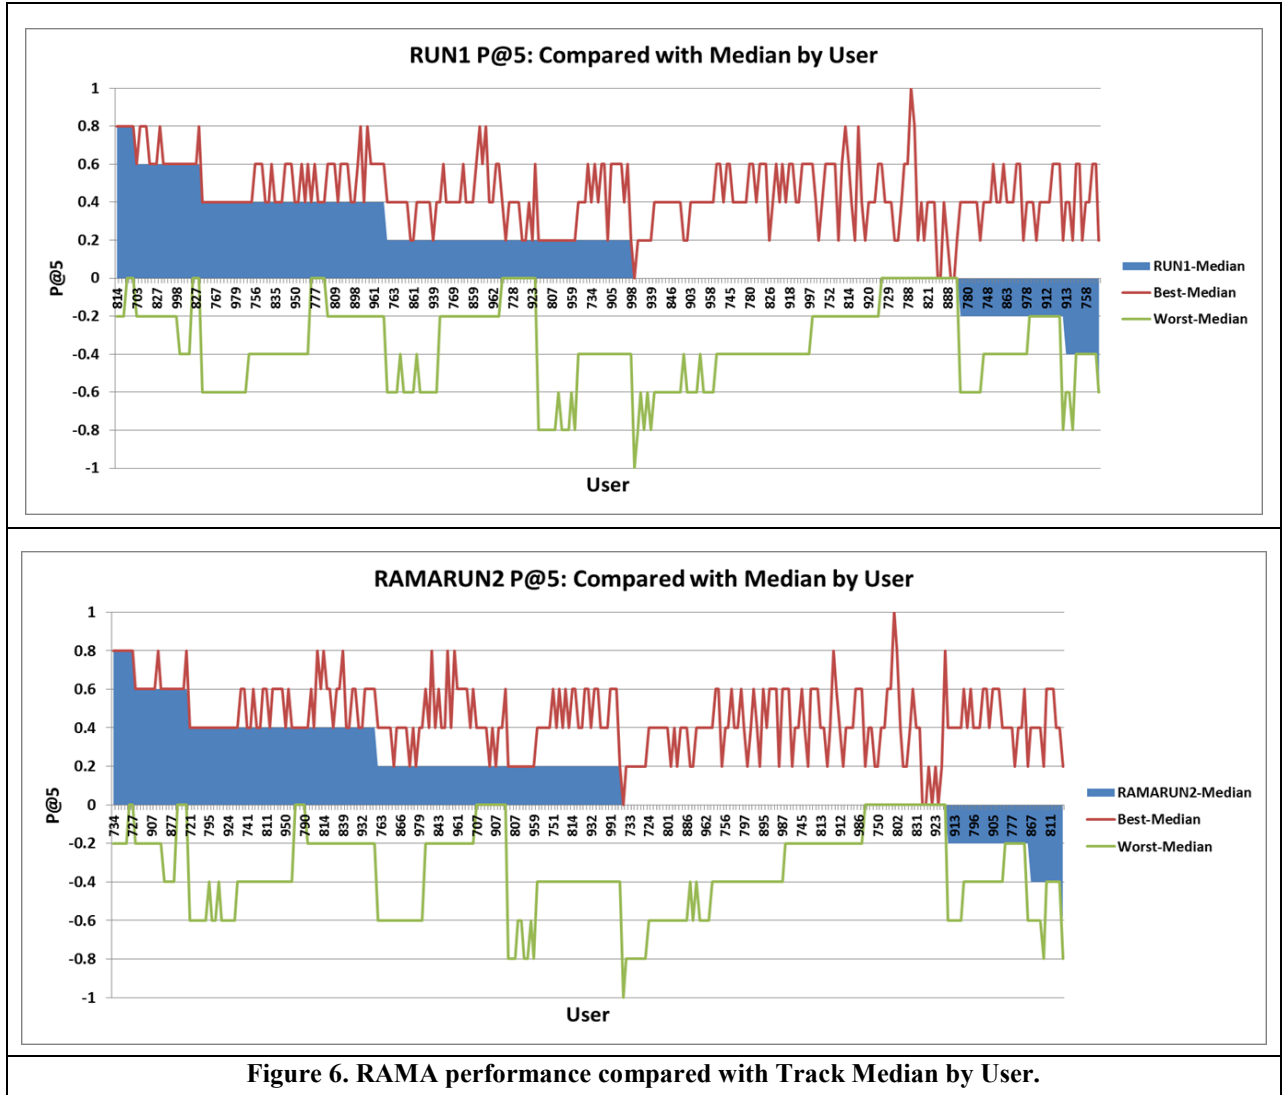 RUN1 P@5: Compared with Median by User
1
0.8
0.6
0.4
0.2
0
-0.2
-0.4
-0.6
-0.8
-1
P@5
814 703 827 998 827 767 979 756 950 777 809 898 961 763 861 939 769 859 962 728 923 807 959 734 905 998 939 846 903 958 745 780 826 918 997 752 814 920 729 788 821 888 780 748 863 978 912 913 758
User
RUN1-Median
Best-Median
Worst-Median
RAMARUN2 P@5: Compared with Median by User
1
0.8
0.6
0.4
0.2
0
-0.2
-0.4
-0.6
-0.8
-1
P@5
734 727 907 877 721 795 924 741 811 950 790 814 839 932 763 866 979 843 961 707 907 807 959 751 814 932 991 733 724 801 886 962 756 797 895 987 745 813 912 986 750 802 831 923 913 796 905 777 867 811
User
RAMARUN2-Median
Best-Median
Worst-Median
Figure 6. RAMA performance compared with Track Median by User.